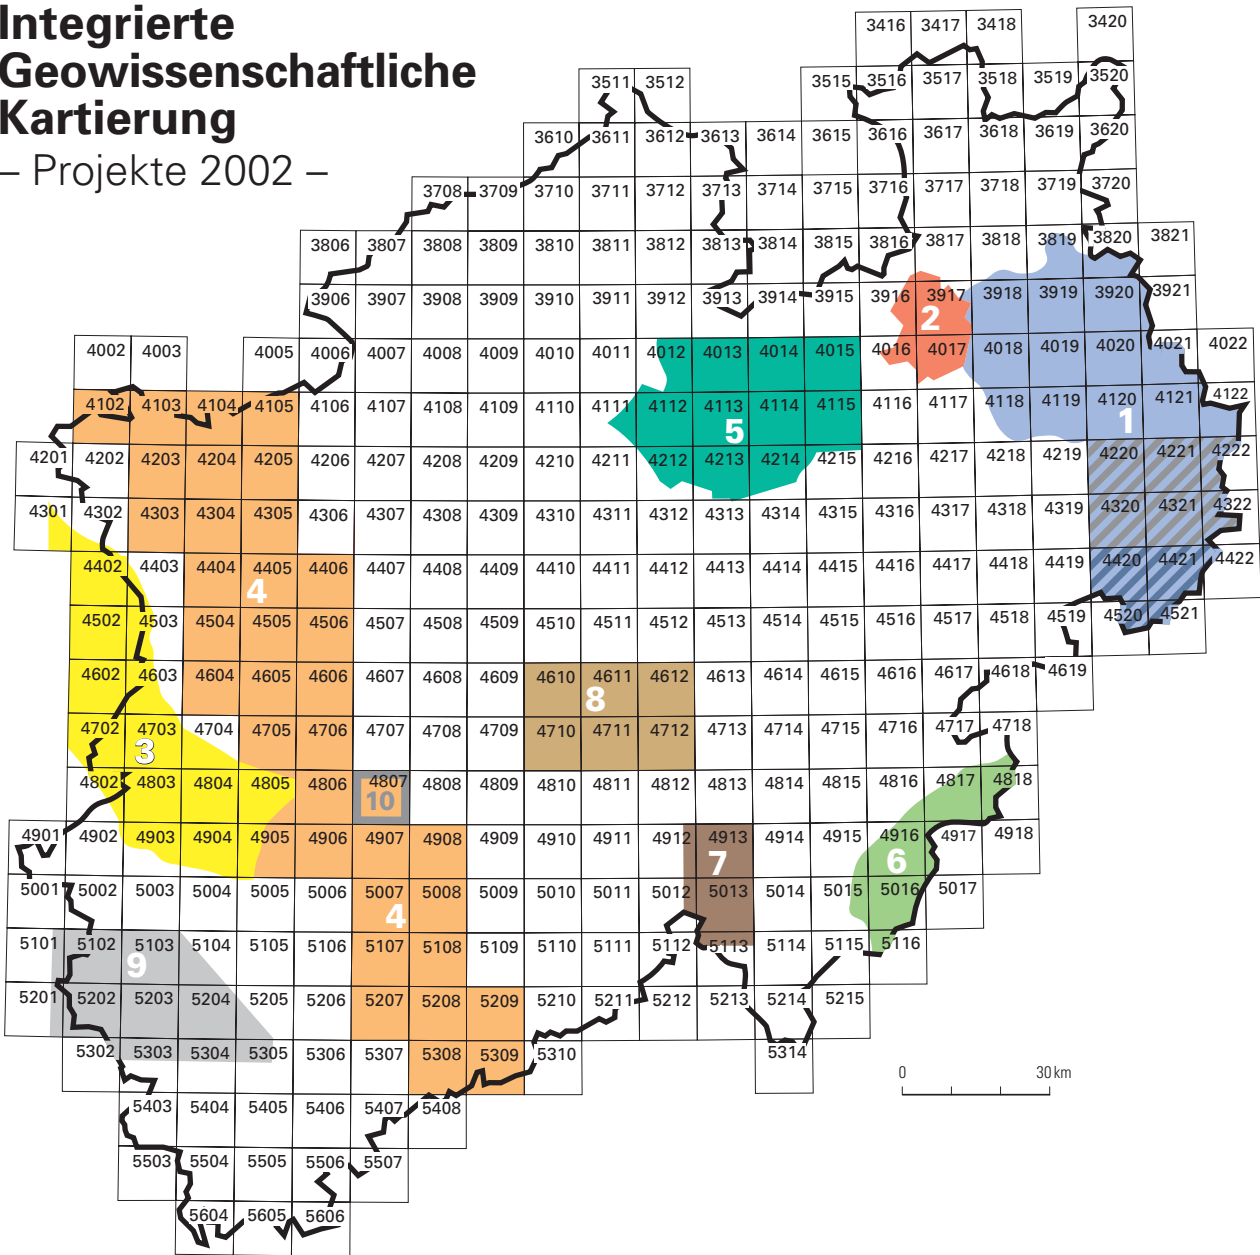 Integrierte
Geowissenschaftliche
Kartierung
– Projekte 2002 –
3416 3417 3418 3420
3511 3512 3515 3516 3517 3518 3519 3520
3610 3611 3612 3613 3614 3615 3616 3617 3618 3619 3620
3708 3709 3710 3711 3712 3713 3714 3715 3716 3717 3718 3719 3720
3806 3807 3808 3809 3810 3811 3812 3813 3814 3815 3816 3817 3818 3819 3820 3821
3906 3907 3908 3909 3910 3911 3912 3913 3914 3915 3916 3917 3918 3919 3920 3921
2
4002 4003 4005 4006 4007 4008 4009 4010 4011 4012 4013 4014 4015 4016 4017 4018 4019 4020 4021 4022
4102 4103 4104 4105 4106 4107 4108 4109 4110 4111 4112 4113 4114 4115 4116 4117 4118 4119 4120 4121 4122
5 1
4201 4202 4203 4204 4205 4206 4207 4208 4209 4210 4211 4212 4213 4214 4215 4216 4217 4218 4219 4220 4221 4222
4301 4302 4303 4304 4305 4306 4307 4308 4309 4310 4311 4312 4313 4314 4315 4316 4317 4318 4319 4320 4321 4322
4402 4403 4404 4405 4406 4407 4408 4409 4410 4411 4412 4413 4414 4415 4416 4417 4418 4419 4420 4421 4422
4
4502 4503 4504 4505 4506 4507 4508 4509 4510 4511 4512 4513 4514 4515 4516 4517 4518 4519 4520 4521
4602 4603 4604 4605 4606 4607 4608 4609 4610 4611 4612 4613 4614 4615 4616 4617 4618 4619
8
4702 4703 4704 4705 4706 4707 4708 4709 4710 4711 4712 4713 4714 4715 4716 4717 4718
3
4802 4803 4804 4805 4806 4807 4808 4809 4810 4811 4812 4813 4814 4815 4816 4817 4818
10
4901 4902 4903 4904 4905 4906 4907 4908 4909 4910 4911 4912 4913 4914 4915 4916 4917 4918
7 6
5001 5002 5003 5004 5005 5006 5007 5008 5009 5010 5011 5012 5013 5014 5015 5016 5017
4
5101 5102 5103 5104 5105 5106 5107 5108 5109 5110 5111 5112 5113 5114 5115 5116
9
5201 5202 5203 5204 5205 5206 5207 5208 5209 5210 5211 5212 5213 5214 5215
5302 5303 5304 5305 5306 5307 5308 5309 5310 5314
0 30 km
5403 5404 5405 5406 5407 5408
5503 5504 5505 5506 5507
5604 5605 5606